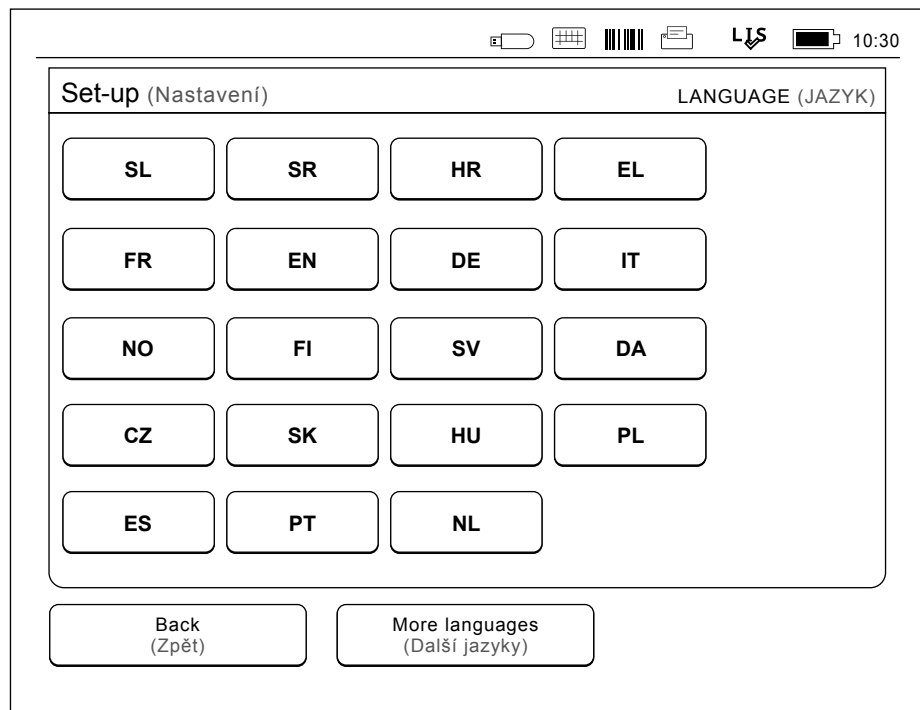 LIS 10:30
Set-up (Nastavení) LANGUAGE (JAZYK)
SL SR HR EL
FR EN DE IT
NO FI SV DA
CZ SK HU PL
ES PT NL
Back More languages
(Zpět) (Další jazyky)